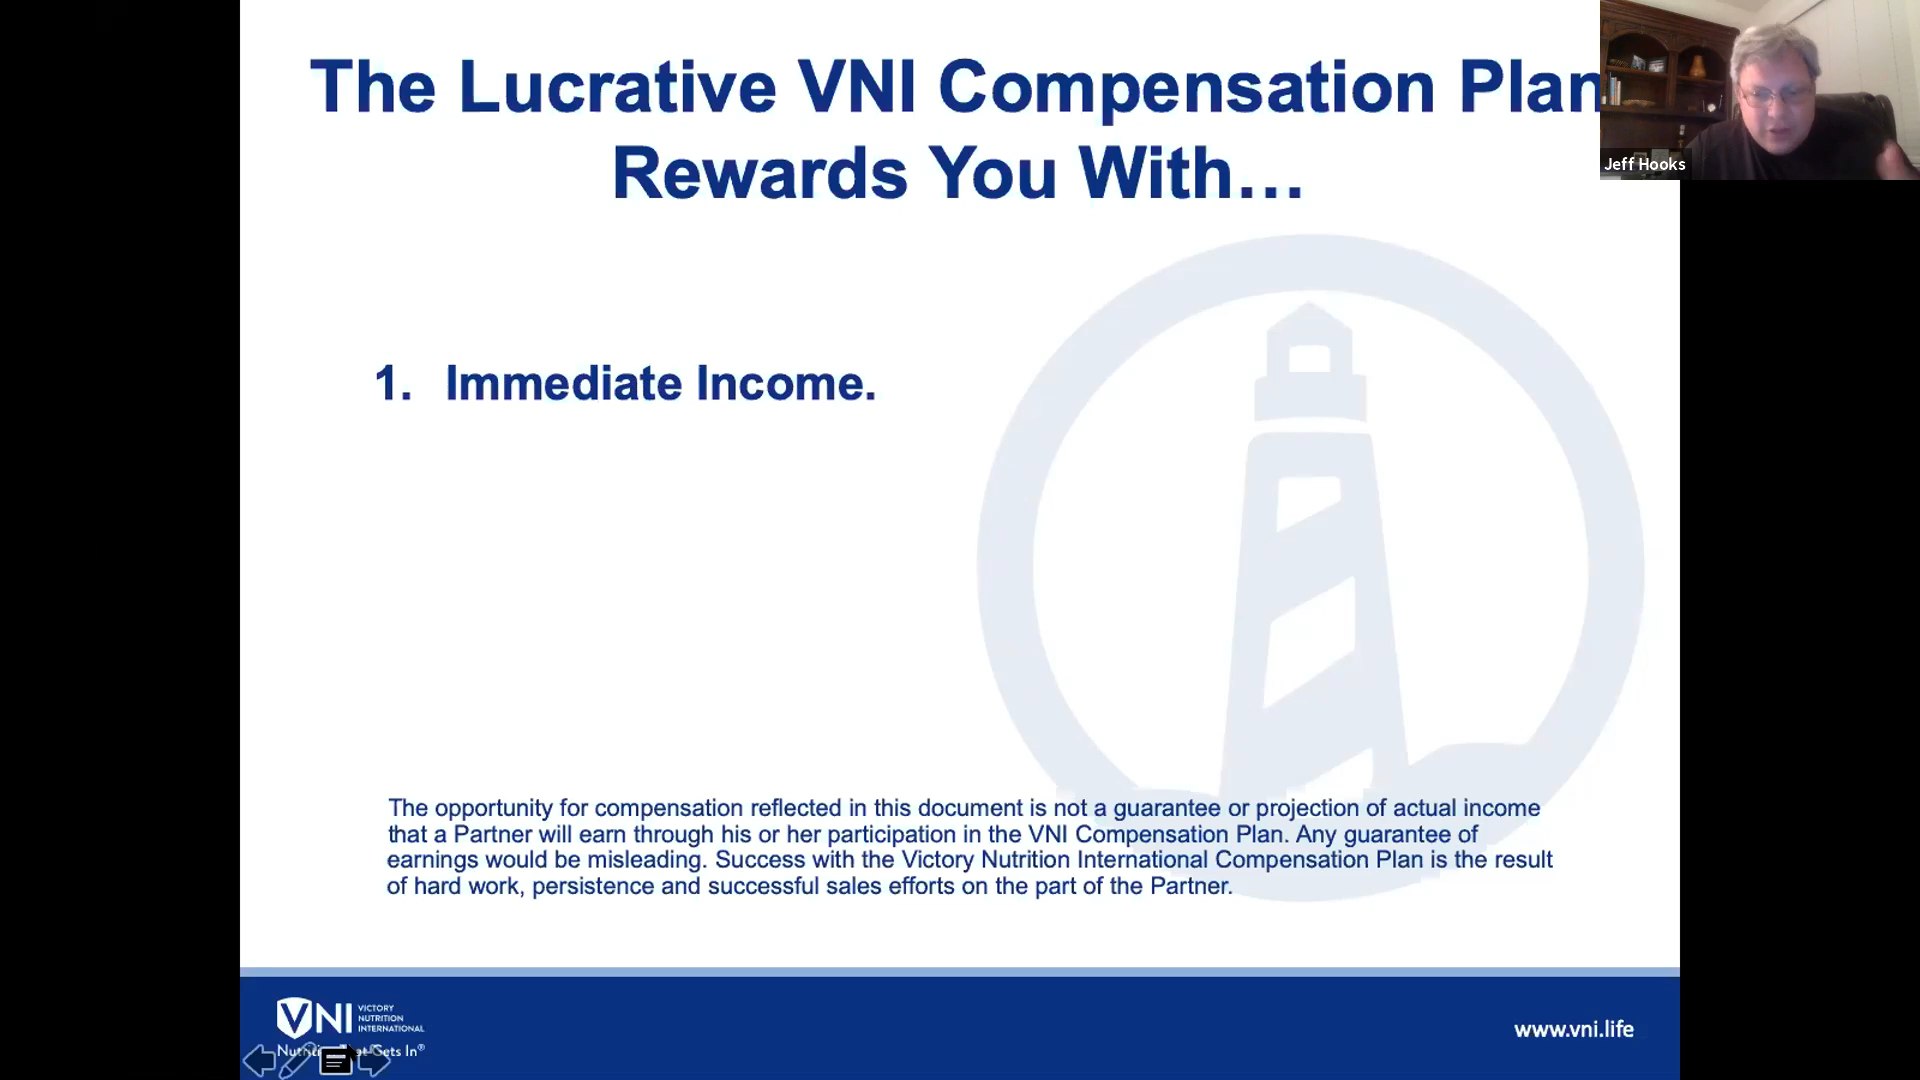 The Lucrative VNI Compensation Plan
Rewards You With...
Jeff Hooks
1. Immediate Income.
The opportunity for compensation reflected in this document is not a guarantee or projection of actual income
that a Partner will earn through his or her participation in the VNI Compensation Plan. Any guarantee of
earnings would be misleading. Success with the Victory Nutrition International Compensation Plan is the result
of hard work, persistence and successful sales efforts on the part of the Partner.
VNI VICTORY
NUTRITION
INTERNATIONAL
Gets In®
www.vni.life